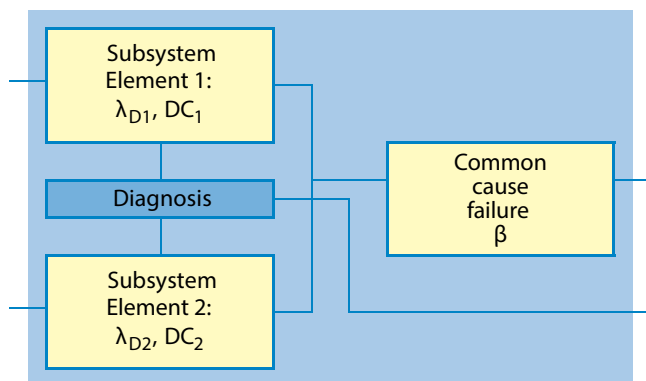 Subsystem
Element 1:
λD1, DC1
Diagnosis
Subsystem
Element 2:
λD2, DC2
Common
cause
failure
β